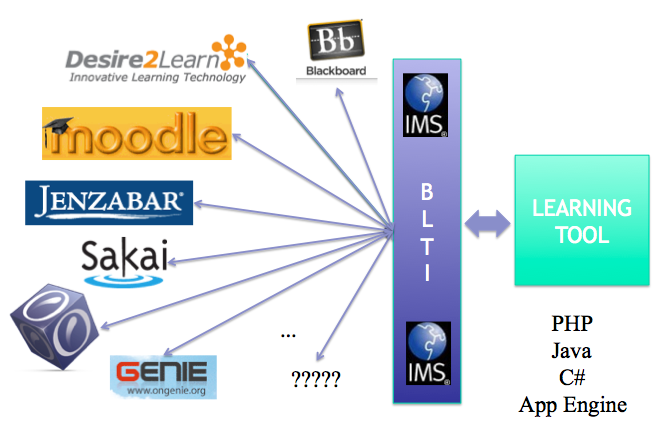 Desire2Learn
Innovative Learning Technology
Bb
Blackboard
moodle
JENZABAR®
Sakai
GENIE
www.ongenie.org
...
?????
IMS®
B
L
T
I
IMS®
LEARNING
TOOL
PHP
Java
C#
App Engine